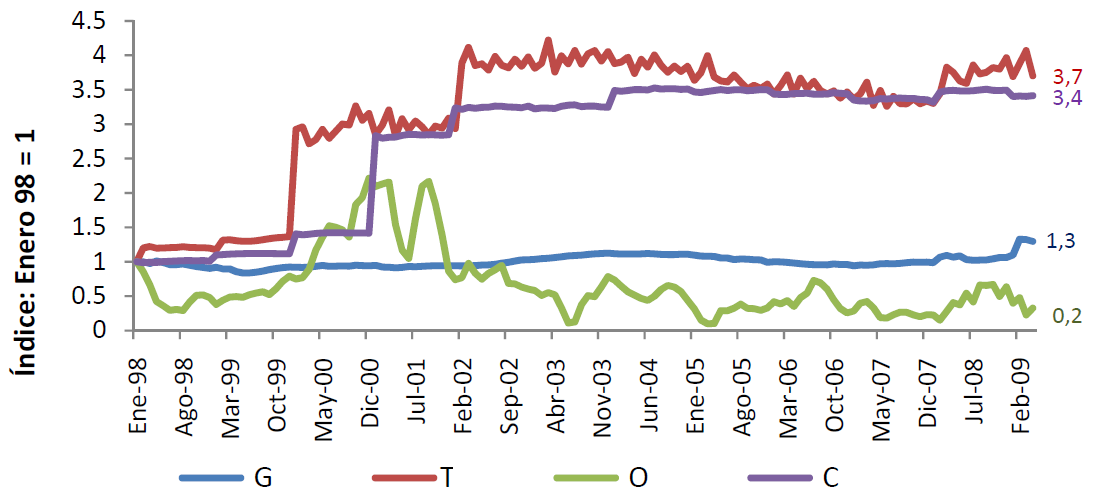 Índice: Enero 98 = 1
4.5
4
3.5
3
2.5
2
1.5
1
0.5
0
3,7
3,4
1,3
0,2
Ene-98
Ago-98
Mar-99
Oct-99
May-00
Dic-00
Jul-01
Feb-02
Sep-02
Abr-03
Nov-03
Jun-04
Ene-05
Ago-05
Mar-06
Oct-06
May-07
Dic-07
Jul-08
Feb-09
G
T
O
C